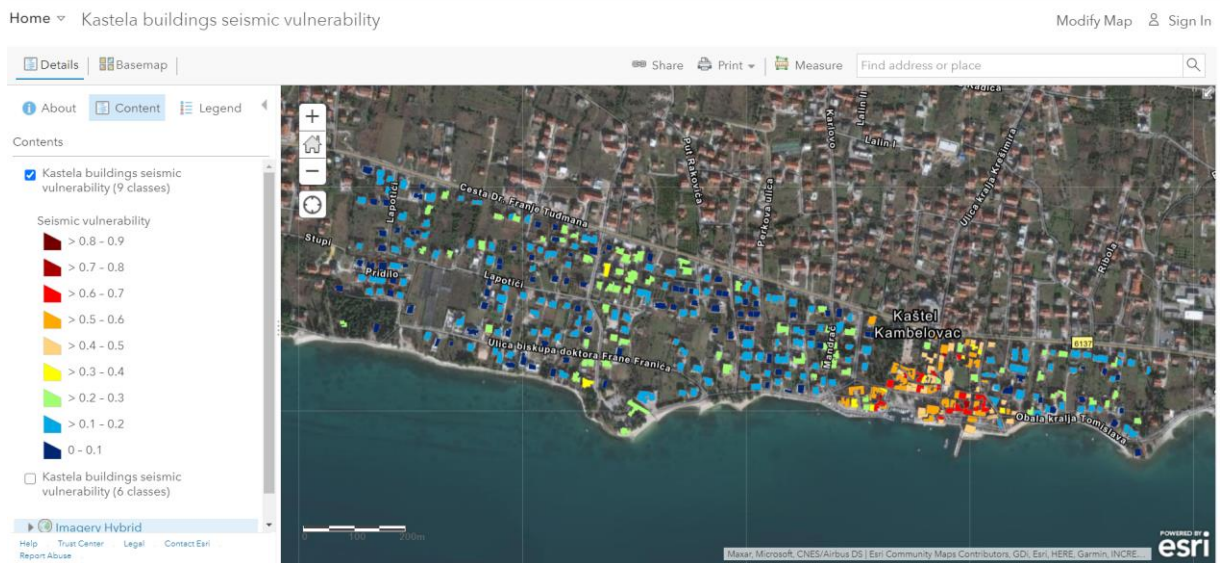 Home Kastela buildings seismic vulnerability
Modify Map Sign In
Details Basemap
Share Print Measure Find address or place
About Content Legend
Contents
Kastela buildings seismic
vulnerability (9 classes)
Seismic vulnerability
> 0.8 - 0.9
> 0.7 - 0.8
> 0.6 - 0.7
> 0.5 - 0.6
> 0.4 - 0.5
> 0.3 - 0.4
> 0.2 - 0.3
> 0.1 - 0.2
0 - 0.1
Kastela buildings seismic
vulnerability (6 classes)
Imagery Hybrid
Help Trust Center Legal Contact Esri
Report Abuse
Radića
Karlovo
Lalin II
Lalin I
Put Rakovića
Perkova ulica
Ulica kralja Krešimira
Ribola
Lapotići
Cesta Dr. Franje Tuđmana
Stupi
Pridilo
Lapotići
Kaštel
Kambelovac
Mandrač
6137
Ulica biskupa doktora Frane Franića
Obala kralja Tomislava
0 100 200m
Maxar, Microsoft, CNES/Airbus DS | Esri Community Maps Contributors, GDi, Esri, HERE, Garmin, INCRE...
POWERED BY
esri